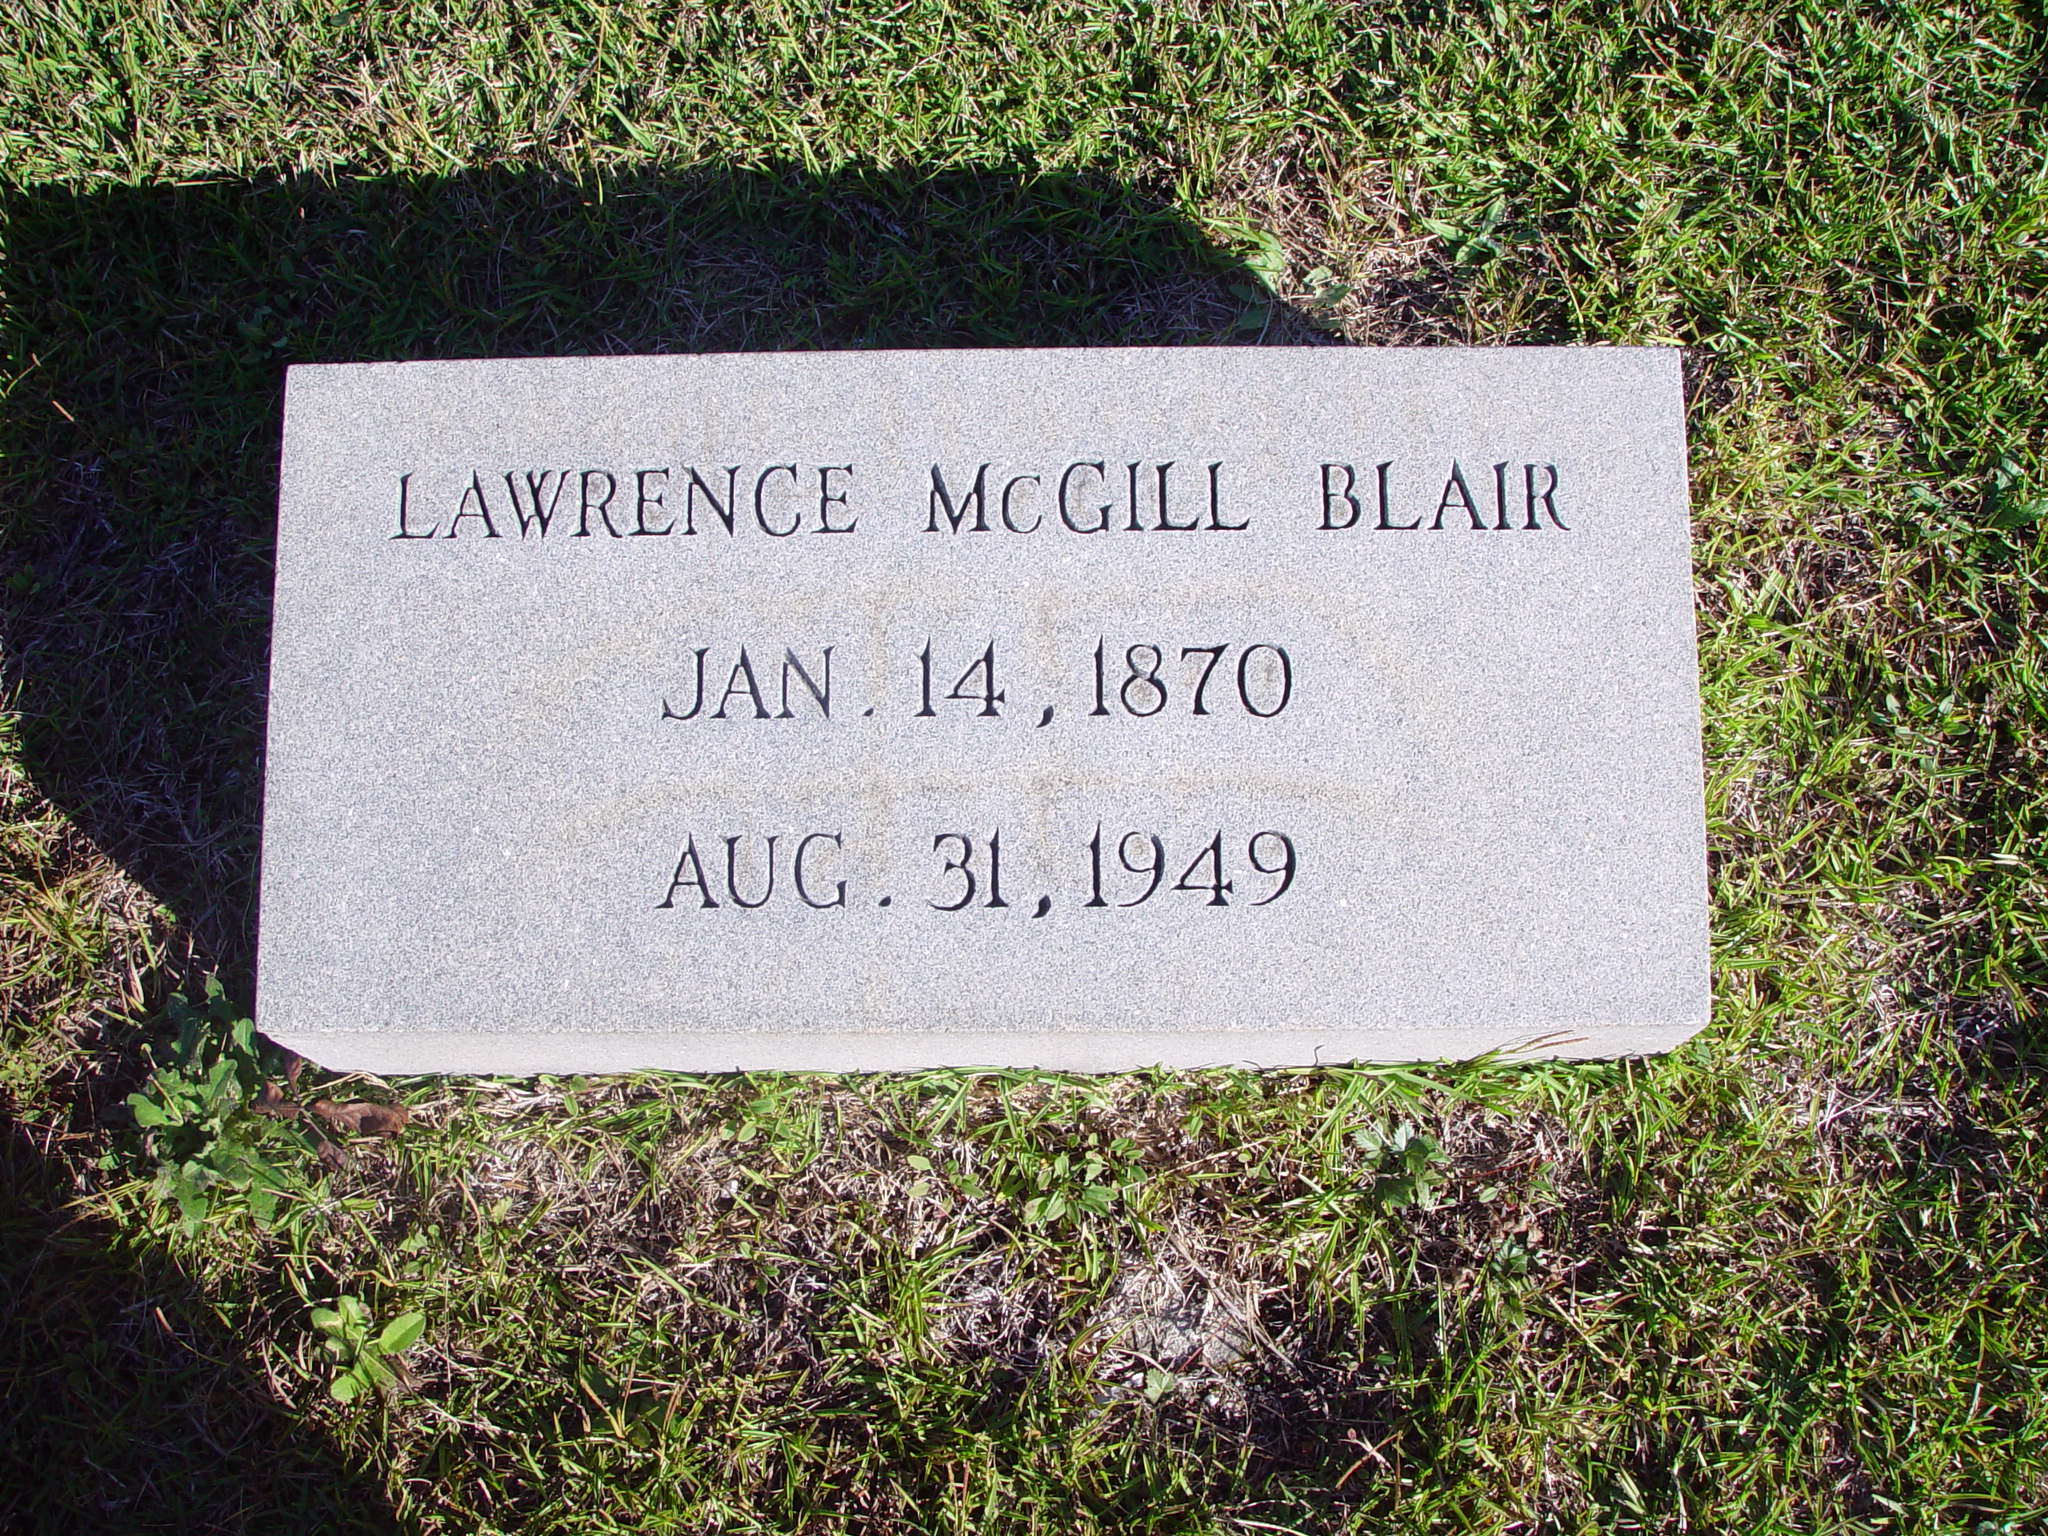 LAWRENCE McGILL BLAIR
JAN. 14, 1870
AUG. 31, 1949